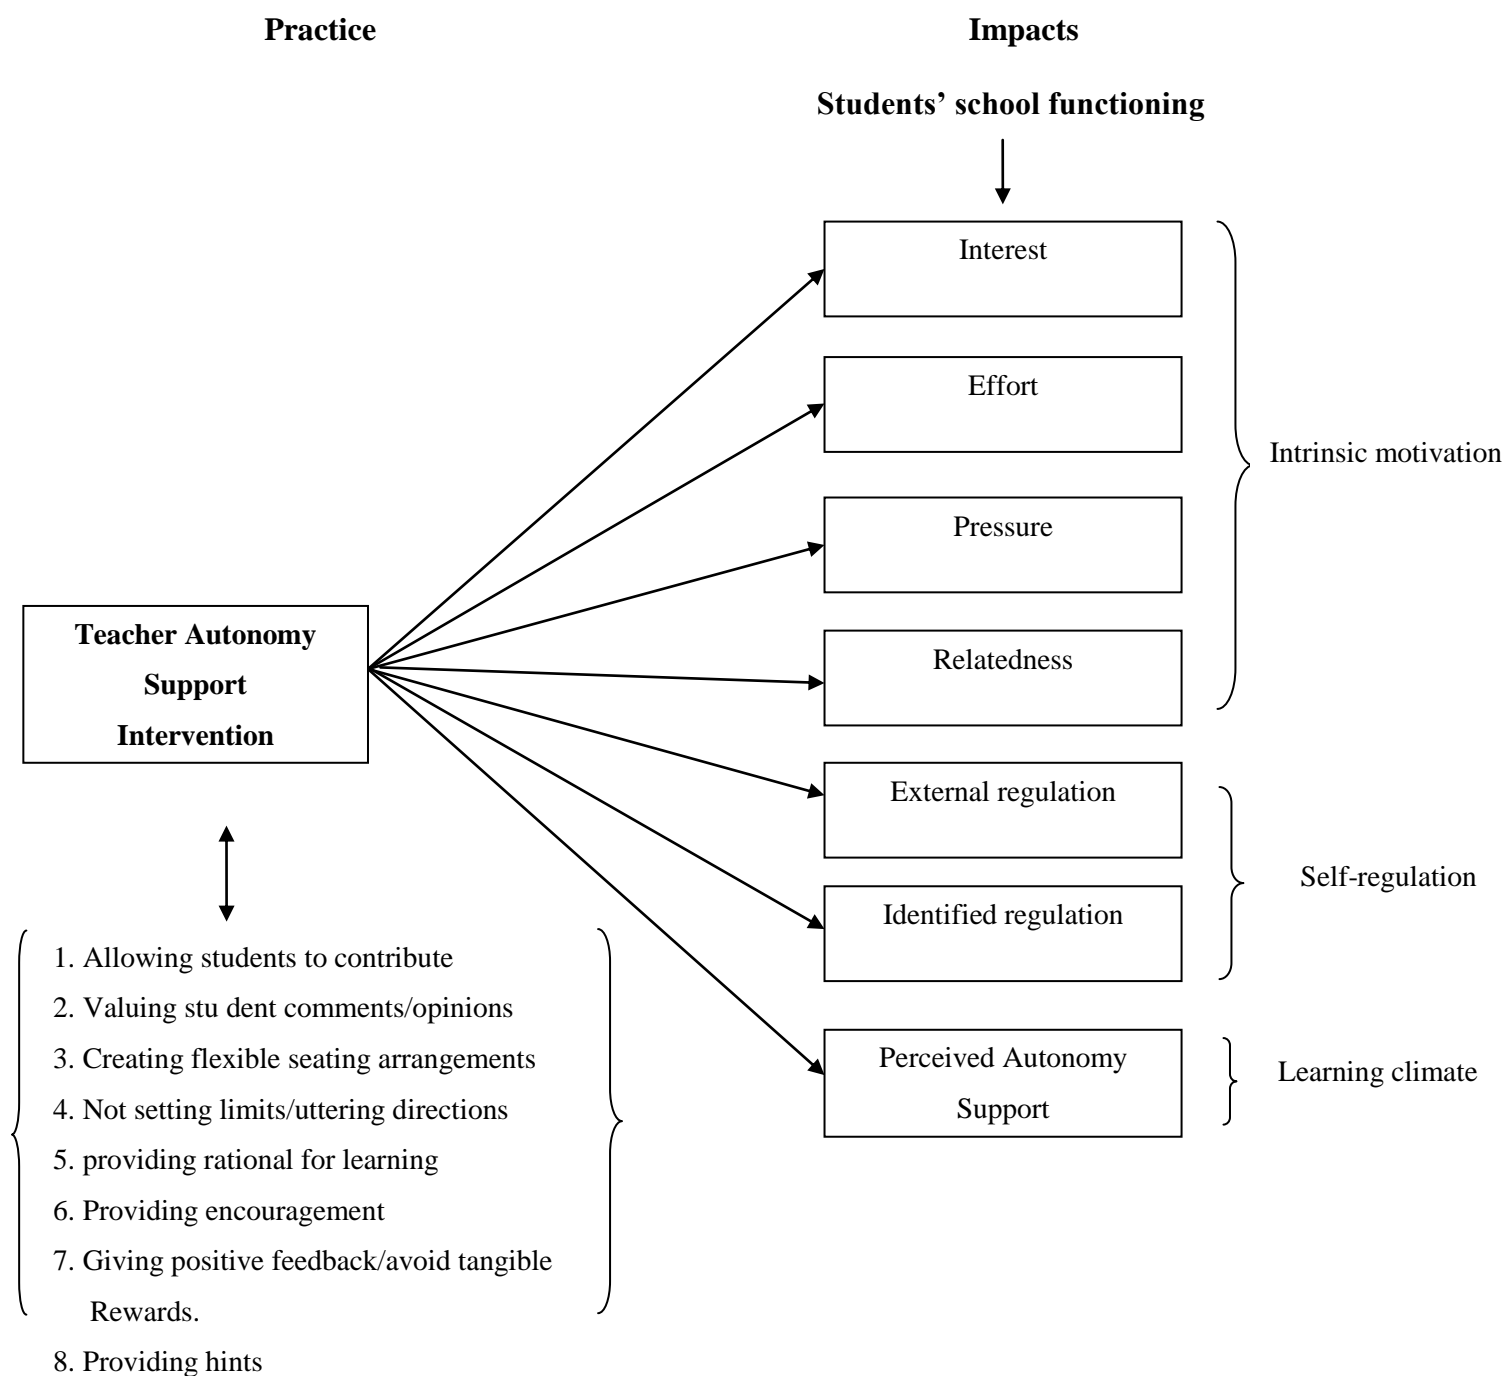 Practice
Impacts
Students’ school functioning
Interest
Effort
Intrinsic motivation
Pressure
Teacher Autonomy
Support
Intervention
Relatedness
External regulation
Self-regulation
Identified regulation
1. Allowing students to contribute
2. Valuing stu dent comments/opinions
3. Creating flexible seating arrangements
4. Not setting limits/uttering directions
5. providing rational for learning
6. Providing encouragement
7. Giving positive feedback/avoid tangible
Rewards.
8. Providing hints
Perceived Autonomy
Support
Learning climate